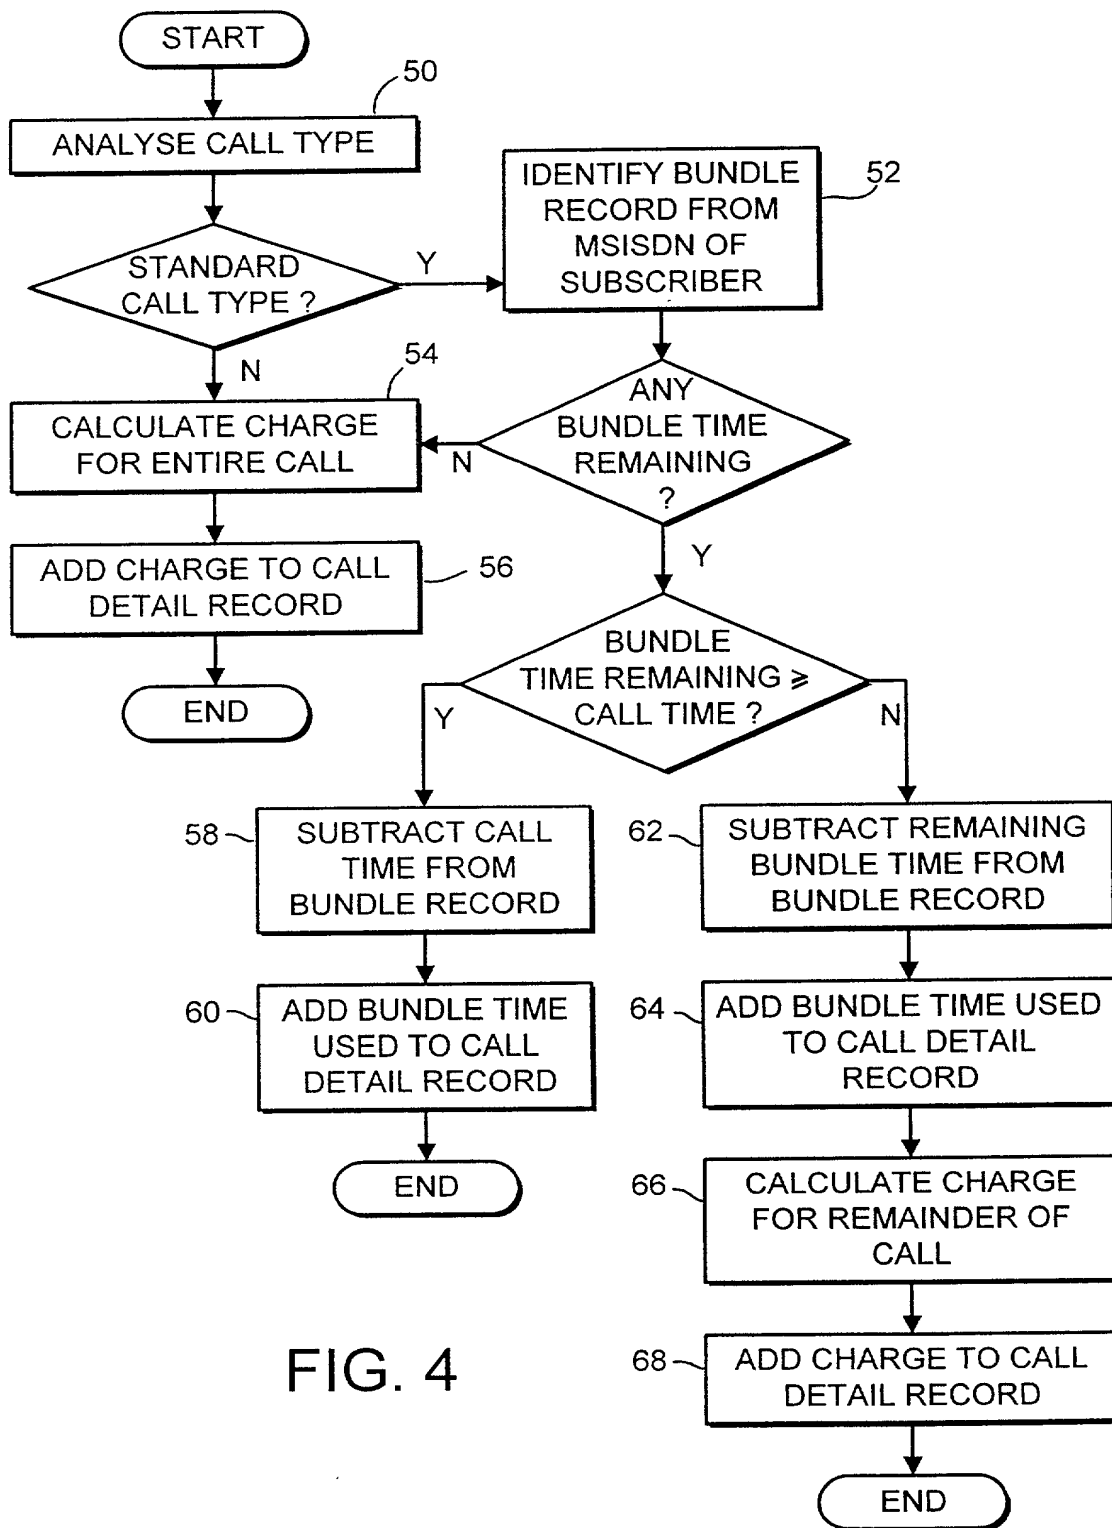 START
50
ANALYSE CALL TYPE
STANDARD
CALL TYPE ?
Y
N
IDENTIFY BUNDLE
RECORD FROM
MSISDN OF
SUBSCRIBER
52
54
CALCULATE CHARGE
FOR ENTIRE CALL
ANY
BUNDLE TIME
REMAINING
?
N
Y
ADD CHARGE TO CALL
DETAIL RECORD
56
END
BUNDLE
TIME REMAINING ⩾
CALL TIME ?
Y
N
58
SUBTRACT CALL
TIME FROM
BUNDLE RECORD
60
ADD BUNDLE TIME
USED TO CALL
DETAIL RECORD
END
62
SUBTRACT REMAINING
BUNDLE TIME FROM
BUNDLE RECORD
64
ADD BUNDLE TIME USED
TO CALL DETAIL
RECORD
66
CALCULATE CHARGE
FOR REMAINDER OF
CALL
68
ADD CHARGE TO CALL
DETAIL RECORD
END
FIG. 4